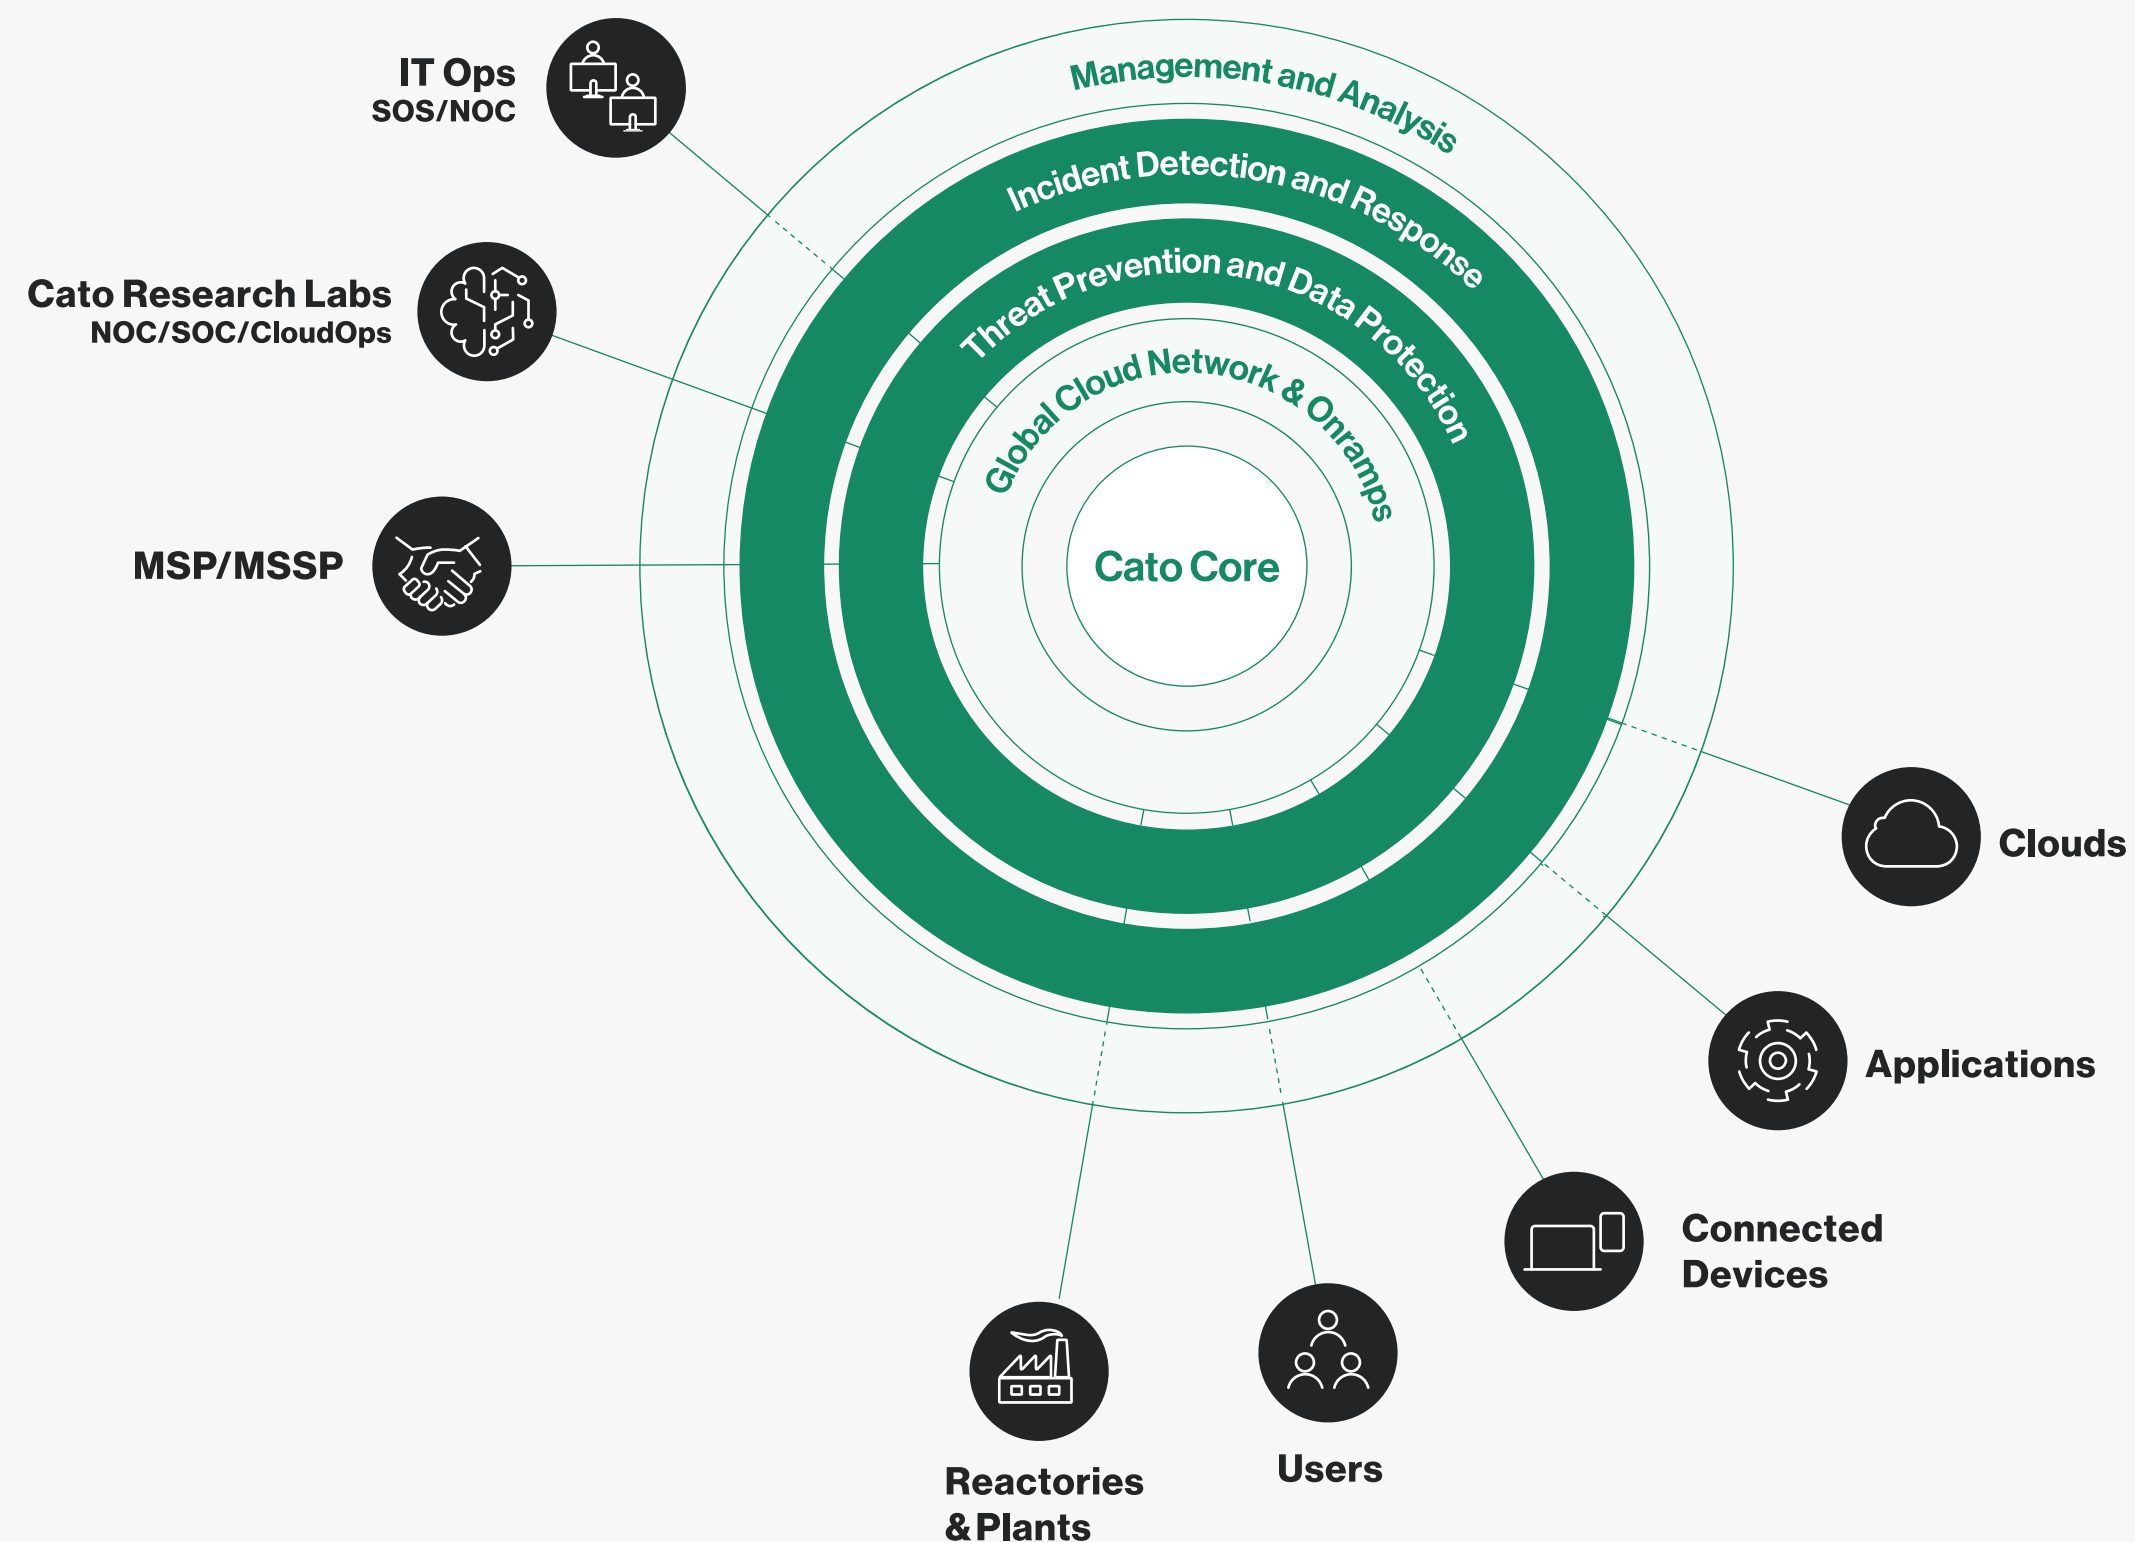 IT Ops
SOS/NOC
Cato Research Labs
NOC/SOC/CloudOps
MSP/MSSP
Management and Analysis
Incident Detection and Response
Threat Prevention and Data Protection
Global Cloud Network & Onramps
Cato Core
Clouds
Applications
Connected
Devices
Users
Reactories
& Plants